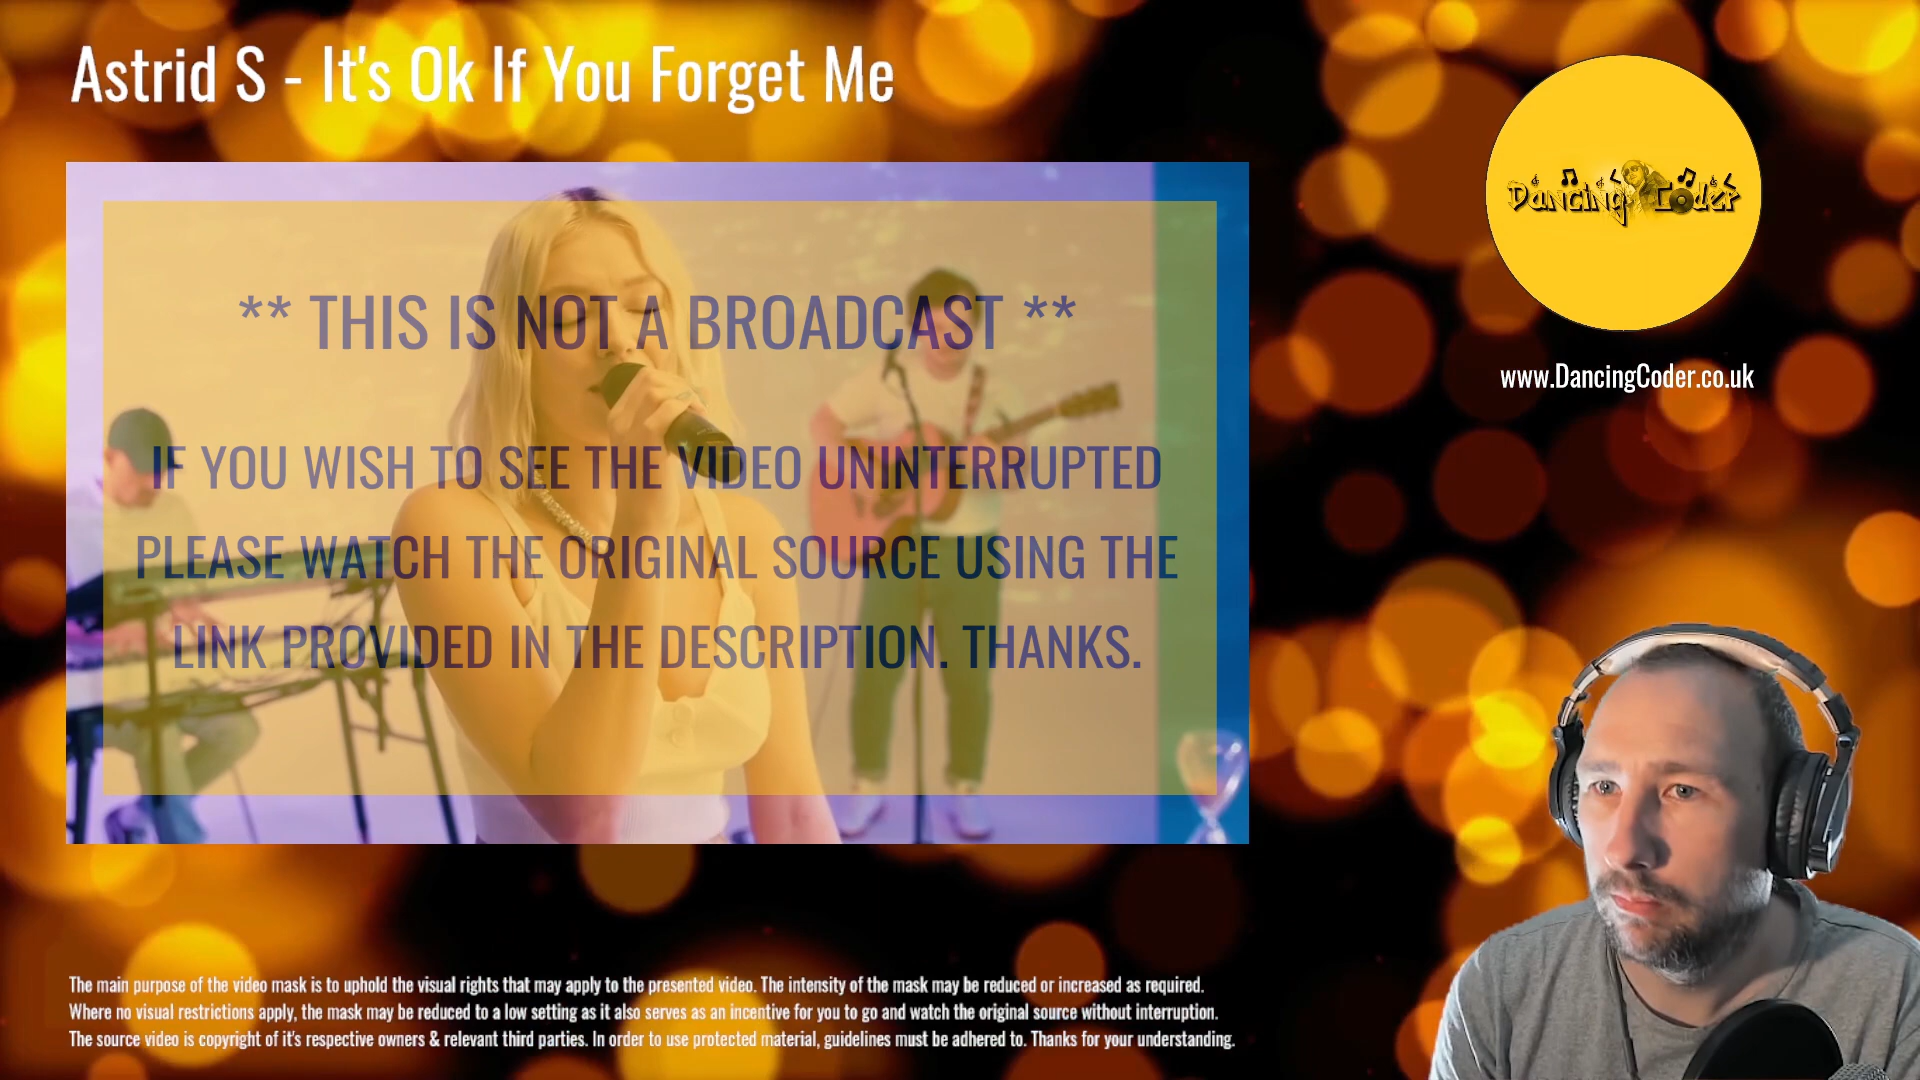 Astrid S - It's Ok If You Forget Me
Dancing Coder
www.DancingCoder.co.uk
** THIS IS NOT A BROADCAST **
IF YOU WISH TO SEE THE VIDEO UNINTERRUPTED
PLEASE WATCH THE ORIGINAL SOURCE USING THE
LINK PROVIDED IN THE DESCRIPTION. THANKS.
The main purpose of the video mask is to uphold the visual rights that may apply to the presented video. The intensity of the mask may be reduced or increased as required.
Where no visual restrictions apply, the mask may be reduced to a low setting as it also serves as an incentive for you to go and watch the original source without interruption.
The source video is copyright of it's respective owners & relevant third parties. In order to use protected material, guidelines must be adhered to. Thanks for your understanding.